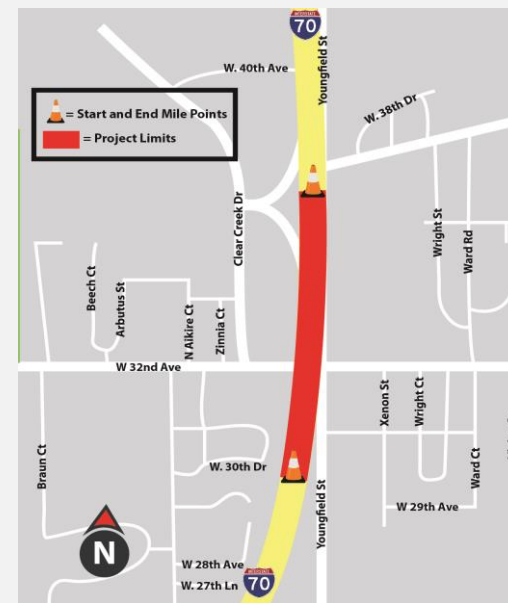 INTERSTATE
70
Youngfield St
W. 40th Ave
W. 38th Dr
= Start and End Mile Points
= Project Limits
Clear Creek Dr
Wright St
Ward Rd
Beech Ct
Arbutus St
N Alkire Ct
Zinnia Ct
W 32nd Ave
Xenon St
Wright Ct
Braun Ct
W. 30th Dr
Ward Ct
Youngfield St
W 29th Ave
N
W 28th Ave
W. 27th Ln
INTERSTATE
70